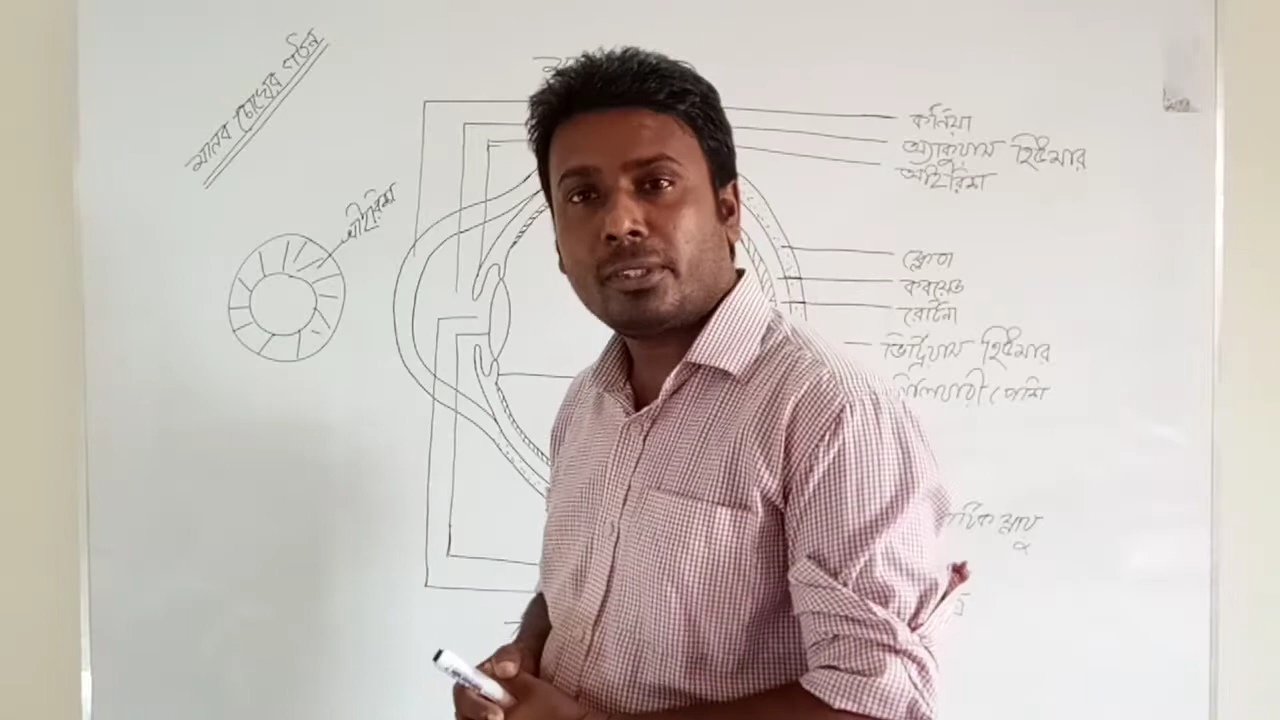 মানব চোখের গঠন
আইরিশ
কর্নিয়া
অ্যাকুয়াস হিউমার
আইরিশ
স্ক্লেরা
করয়েড
রেটিনা
ভিট্রিয়াস হিউমার
পেশি
স্নায়ু